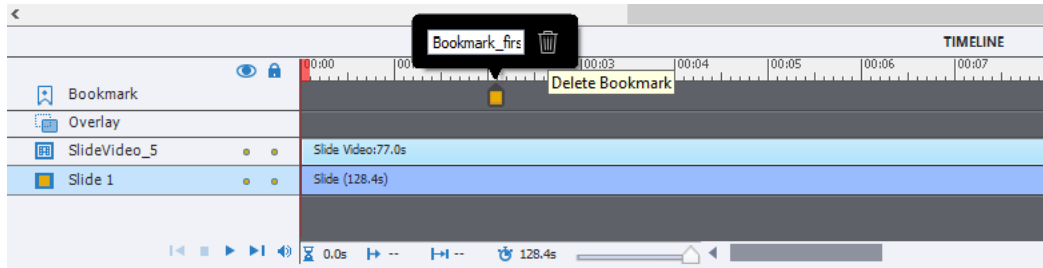 Bookmark_firs
TIMELINE
00:00 00: 00:03 00:04 00:05 00:06 00:07
Delete Bookmark
Bookmark
Overlay
SlideVideo_5 Slide Video:77.0s
Slide 1 Slide (128.4s)
0.0s -- -- 128.4s